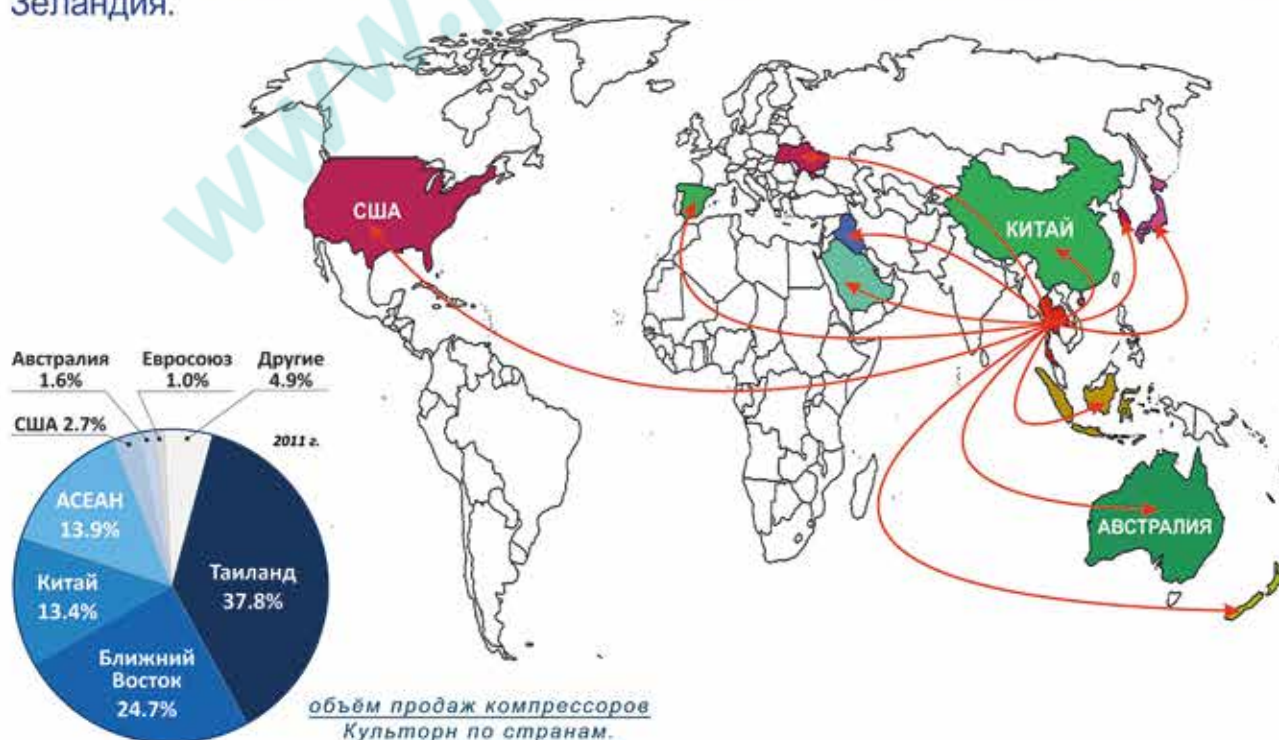 Зеландия.
www.
США
КИТАЙ
АВСТРАЛИЯ
Австралия
1.6%
Евросоюз
1.0%
Другие
4.9%
США 2.7%
2011 г.
АСЕАН
13.9%
Китай
13.4%
Таиланд
37.8%
Ближний
Восток
24.7%
объём продаж компрессоров
Культорн по странам.